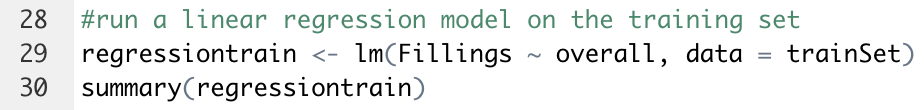 28 #run a linear regression model on the training set
29 regressiontrain <- lm(Fillings ~ overall, data = trainSet)
30 summary(regressiontrain)